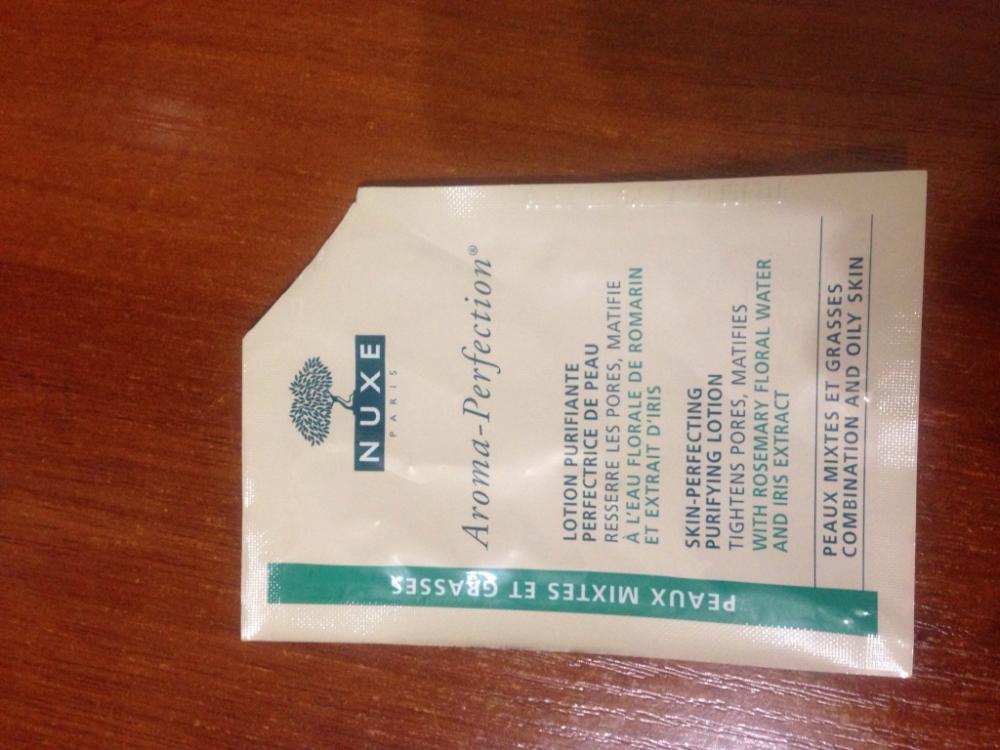 NUXE
PARIS
Aroma-Perfection®
LOTION PURIFIANTE
PERFECTRICE DE PEAU
RESSERRE LES PORES, MATIFIE
À L'EAU FLORALE DE ROMARIN
ET EXTRAIT D'IRIS
SKIN-PERFECTING
PURIFYING LOTION
TIGHTENS PORES, MATIFIES
WITH ROSEMARY FLORAL WATER
AND IRIS EXTRACT
PEAUX MIXTES ET GRASSES
COMBINATION AND OILY SKIN
PEAUX MIXTES ET GRASSES